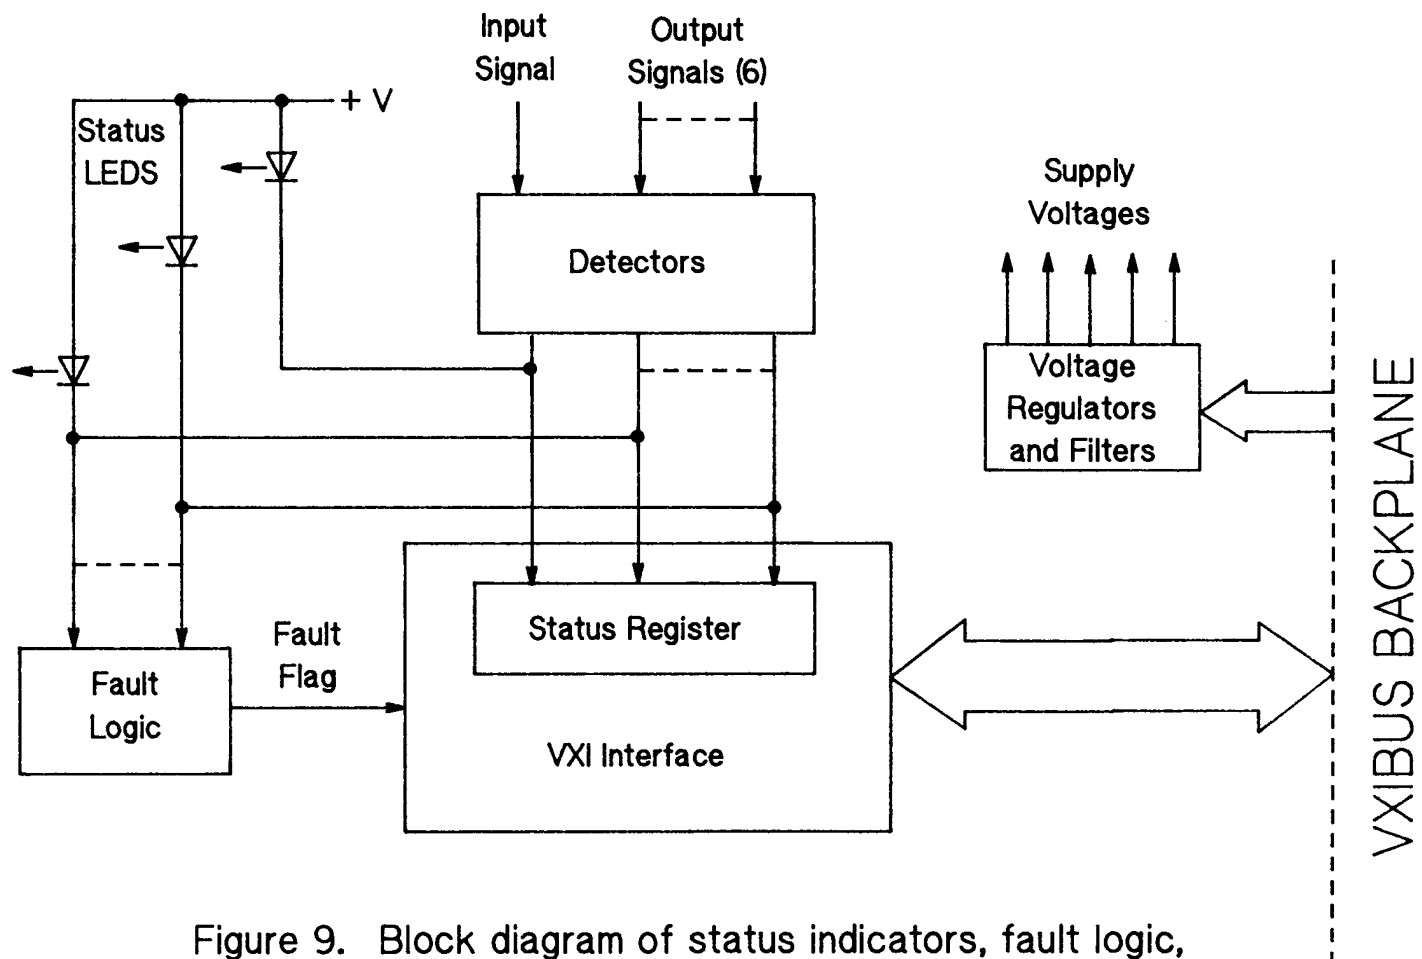 Input
Signal
Output
Signals (6)
+ V
Status
LEDS
Detectors
Supply
Voltages
Voltage
Regulators
and Filters
VXIBUS BACKPLANE
Status Register
Fault
Flag
Fault
Logic
VXI Interface
Figure 9. Block diagram of status indicators, fault logic,